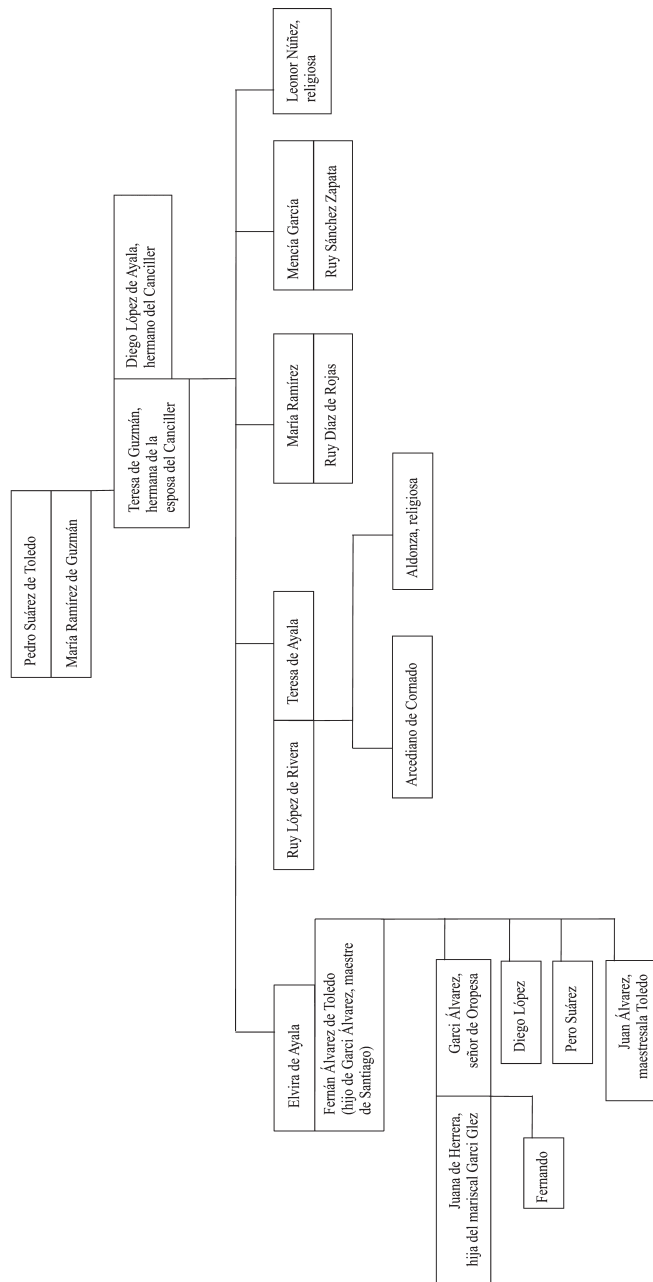 Pedro Suárez de Toledo
María Ramírez de Guzmán
Teresa de Guzmán,
hermana de la
esposa del Canciller
Diego López de Ayala,
hermano del Canciller
Elvira de Ayala
Fernán Álvarez de Toledo
(hijo de Garci Álvarez, maestre
de Santiago)
Ruy López de Rivera
Teresa de Ayala
María Ramírez
Ruy Díaz de Rojas
Mencía García
Ruy Sánchez Zapata
Leonor Núñez,
religiosa
Arcediano de Cornado
Aldonza, religiosa
Juana de Herrera,
hija del mariscal Garci Glez
Garci Álvarez,
señor de Oropesa
Diego López
Pero Suárez
Juan Álvarez,
maestresala Toledo
Fernando